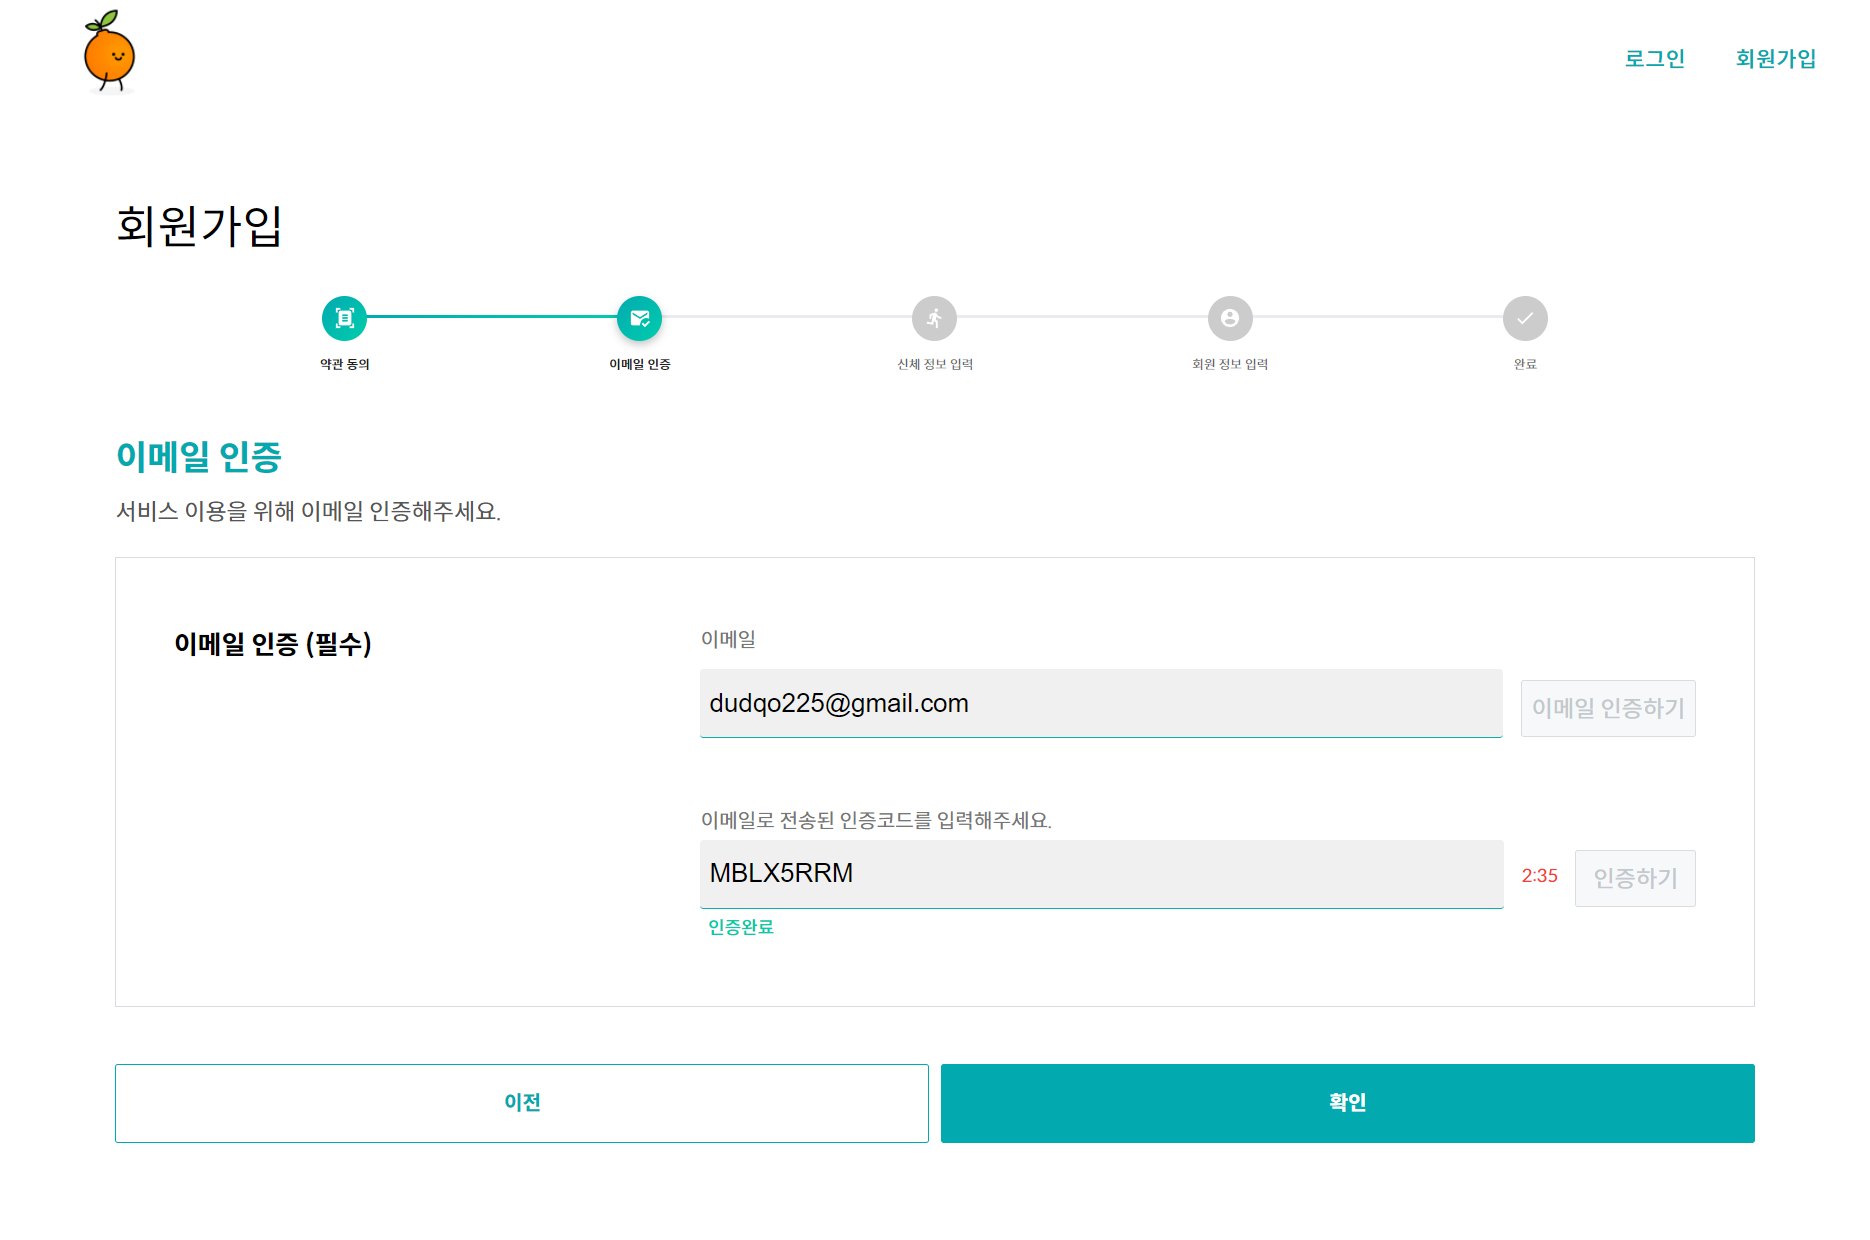 로그인 회원가입
회원가입
약관 동의 이메일 인증 신체 정보 입력 회원 정보 입력 완료
이메일 인증
서비스 이용을 위해 이메일 인증해주세요.
이메일 인증 (필수)
이메일
dudqo225@gmail.com
이메일 인증하기
이메일로 전송된 인증코드를 입력해주세요.
MBLX5RRM
2:35
인증하기
인증완료
이전 확인